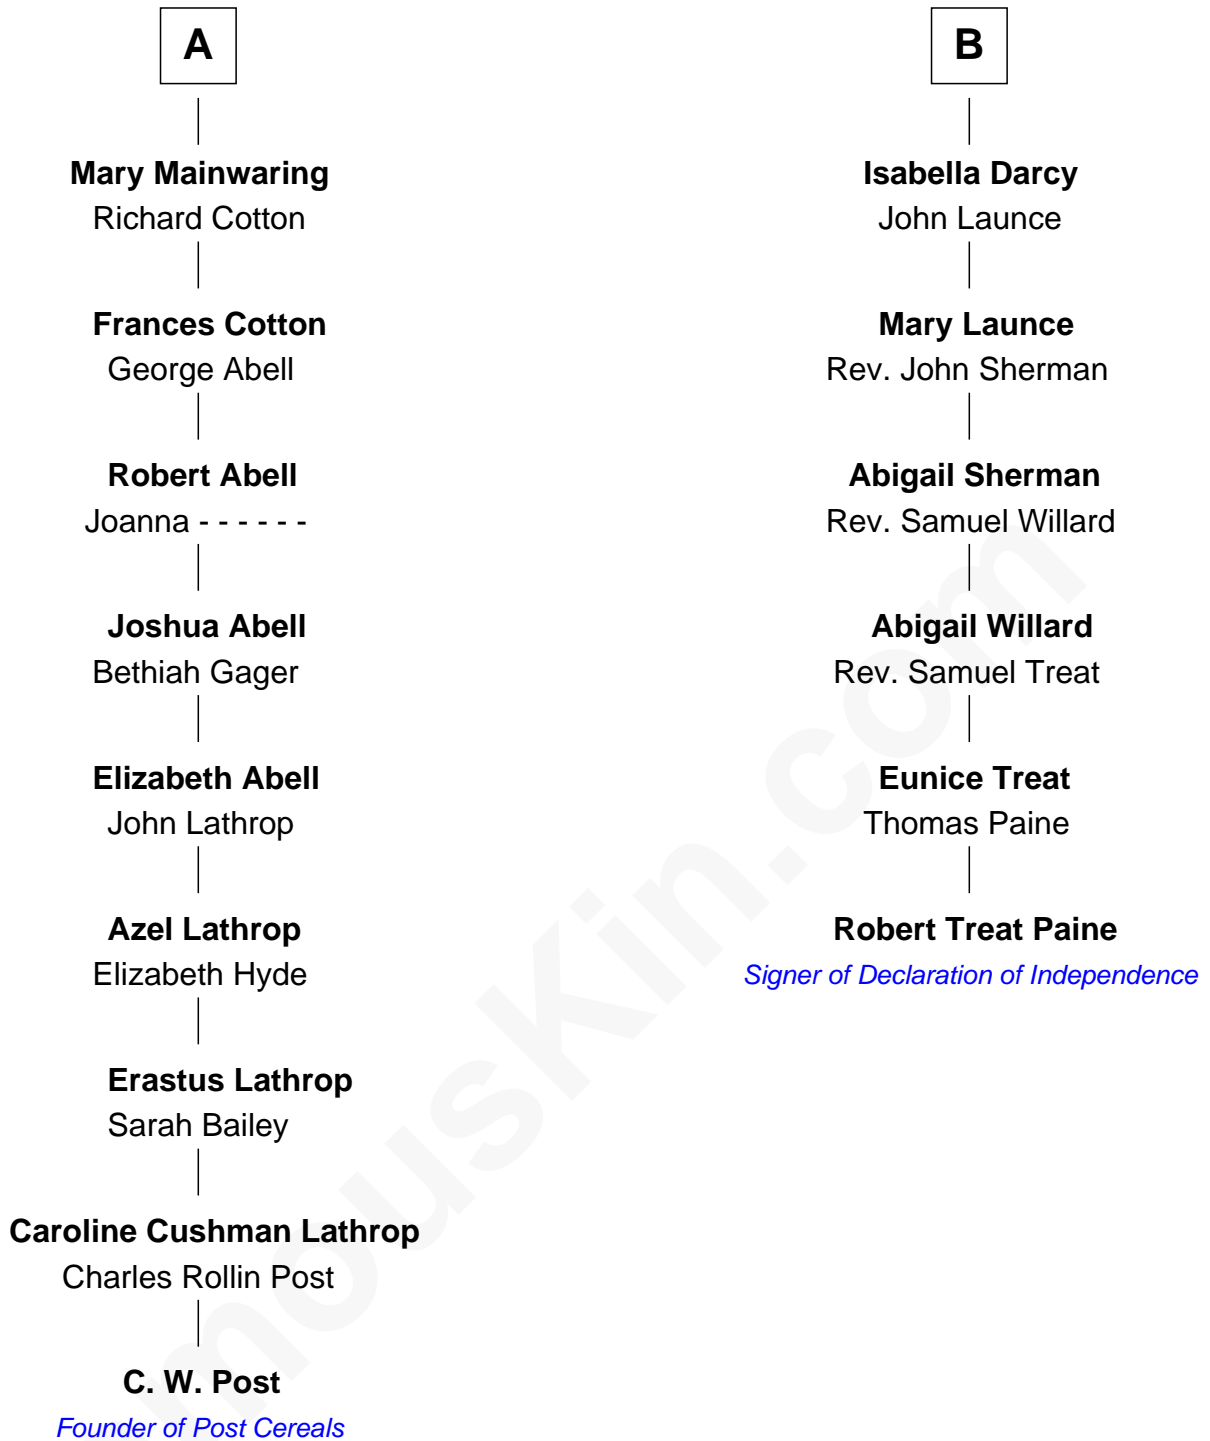 A
Mary Mainwaring
Richard Cotton
Frances Cotton
George Abell
Robert Abell
Joanna - - - - - -
Joshua Abell
Bethiah Gager
Elizabeth Abell
John Lathrop
Azel Lathrop
Elizabeth Hyde
Erastus Lathrop
Sarah Bailey
Caroline Cushman Lathrop
Charles Rollin Post
C. W. Post
Founder of Post Cereals
B
Isabella Darcy
John Launce
Mary Launce
Rev. John Sherman
Abigail Sherman
Rev. Samuel Willard
Abigail Willard
Rev. Samuel Treat
Eunice Treat
Thomas Paine
Robert Treat Paine
Signer of Declaration of Independence
mouskin.com